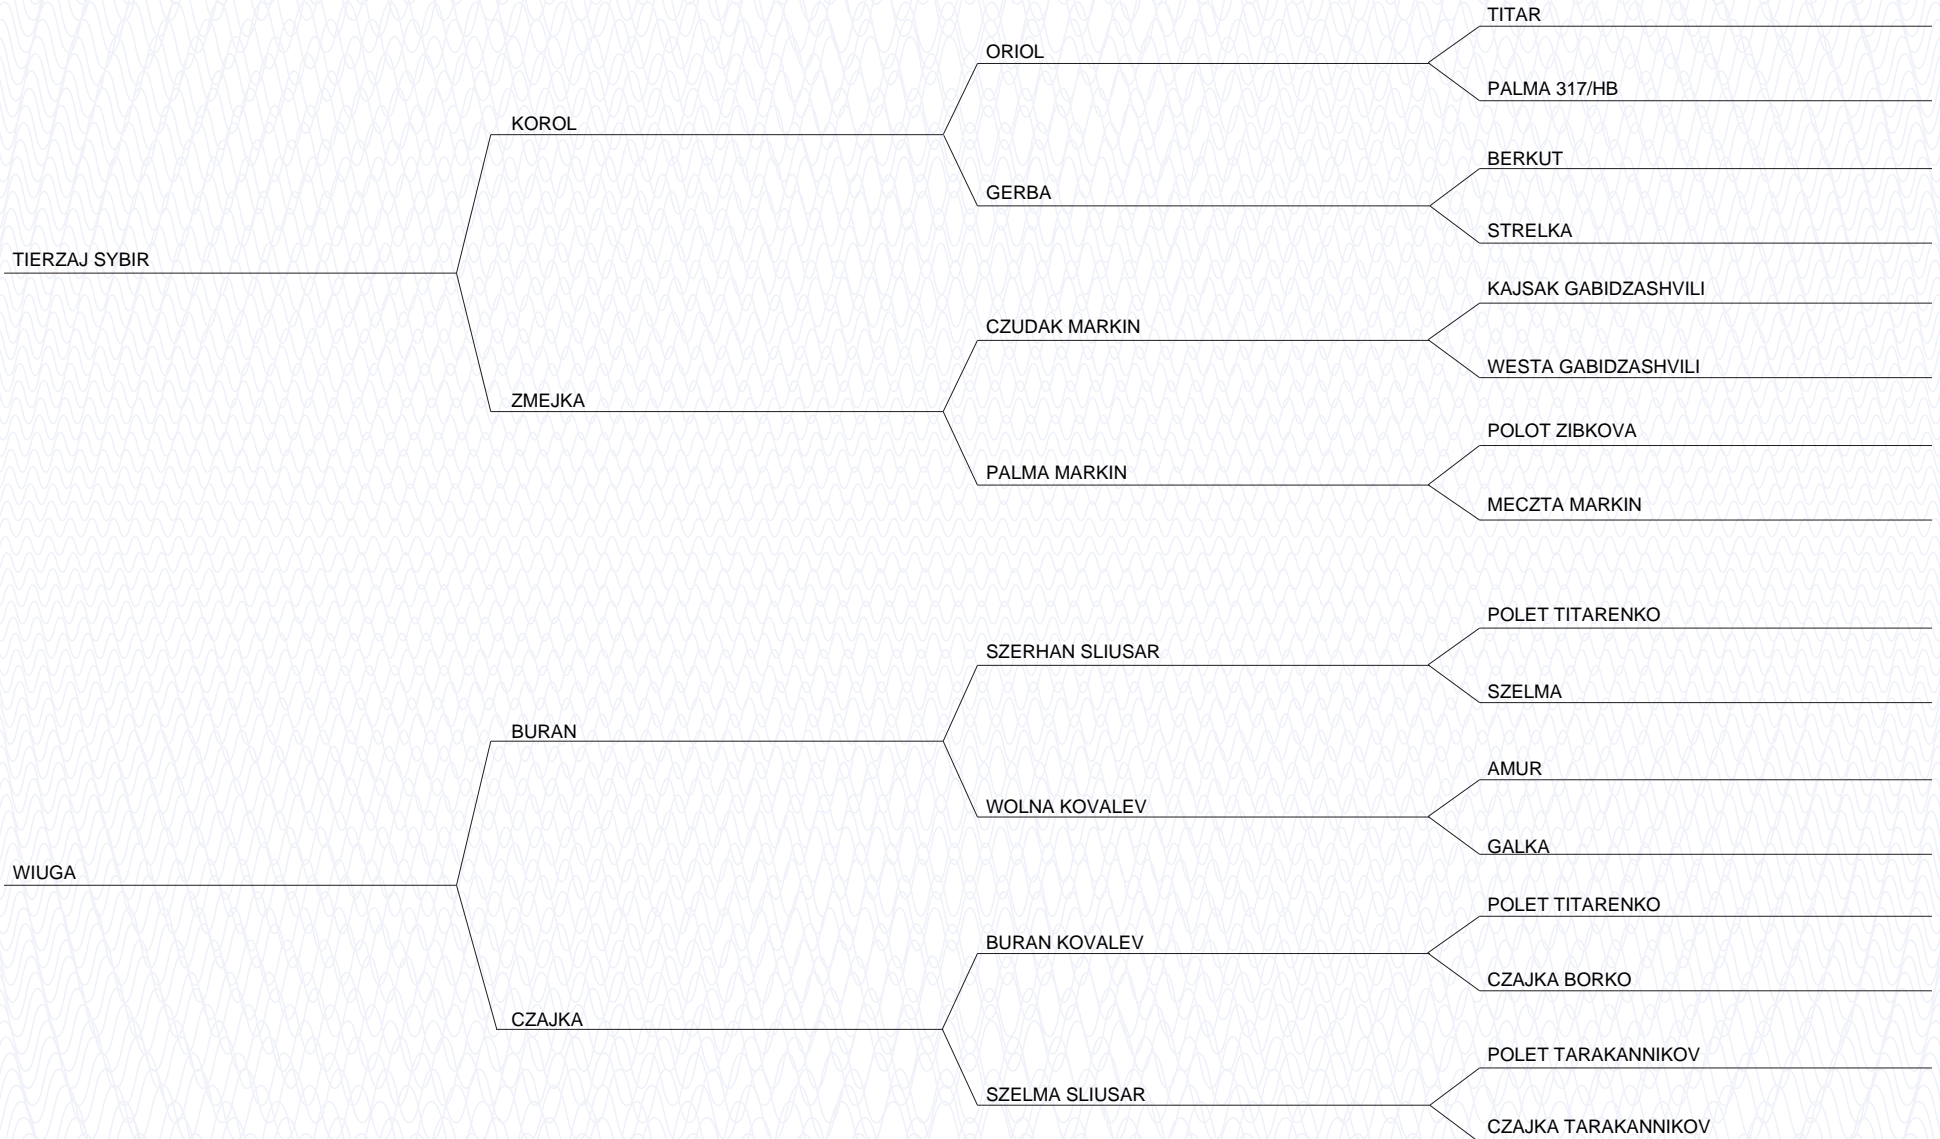 TITAR
ORIOL
PALMA 317/HB
KOROL
BERKUT
GERBA
STRELKA
TIERZAJ SYBIR
KAJSAK GABIDZASHVILI
CZUDAK MARKIN
WESTA GABIDZASHVILI
ZMEJKA
POLOT ZIBKOVA
PALMA MARKIN
MECZTA MARKIN
POLET TITARENKO
SZERHAN SLIUSAR
SZELMA
BURAN
AMUR
WOLNA KOVALEV
GALKA
WIUGA
POLET TITARENKO
BURAN KOVALEV
CZAJKA BORKO
CZAJKA
POLET TARAKANNIKOV
SZELMA SLIUSAR
CZAJKA TARAKANNIKOV